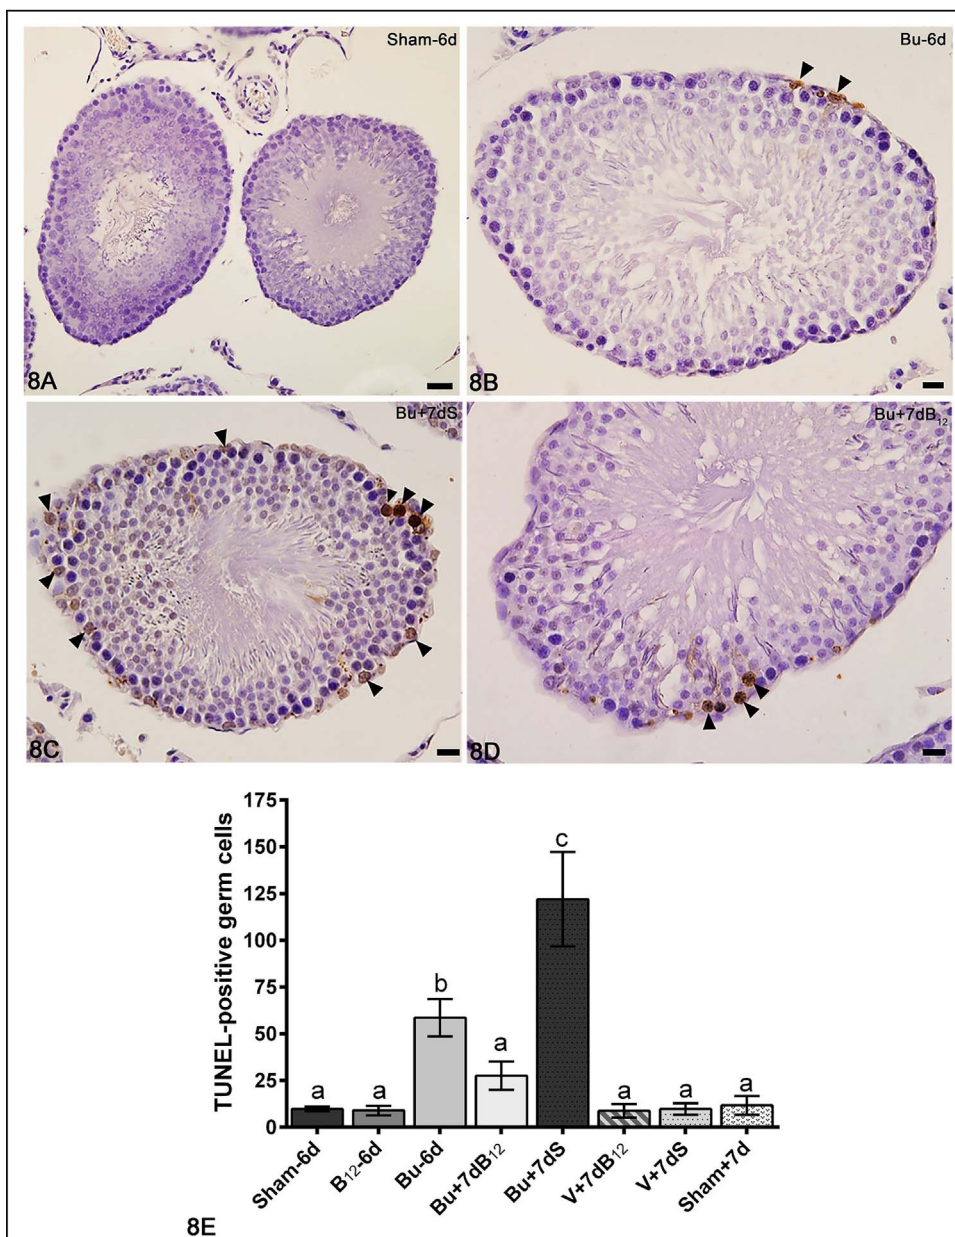 Sham-6d
8A
Bu-6d
8B
Bu+7dS
8C
Bu+7dB₁₂
8D
TUNEL-positive germ cells
175
150
125
100
75
50
25
0
a
a
b
a
c
a
a
a
Sham-6d
B₁₂-6d
Bu-6d
Bu+7dB₁₂
Bu+7dS
V+7dB₁₂
V+7dS
Sham+7d
8E